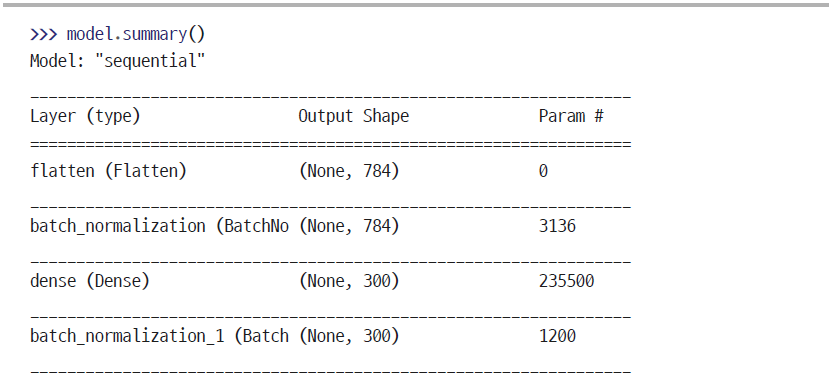 >>> model.summary()
Model: "sequential"
_________________________________________________________________
Layer (type)                 Output Shape              Param #
=================================================================
flatten (Flatten)            (None, 784)               0
_________________________________________________________________
batch_normalization (BatchNo (None, 784)               3136
_________________________________________________________________
dense (Dense)                (None, 300)               235500
_________________________________________________________________
batch_normalization_1 (Batch (None, 300)               1200
_________________________________________________________________